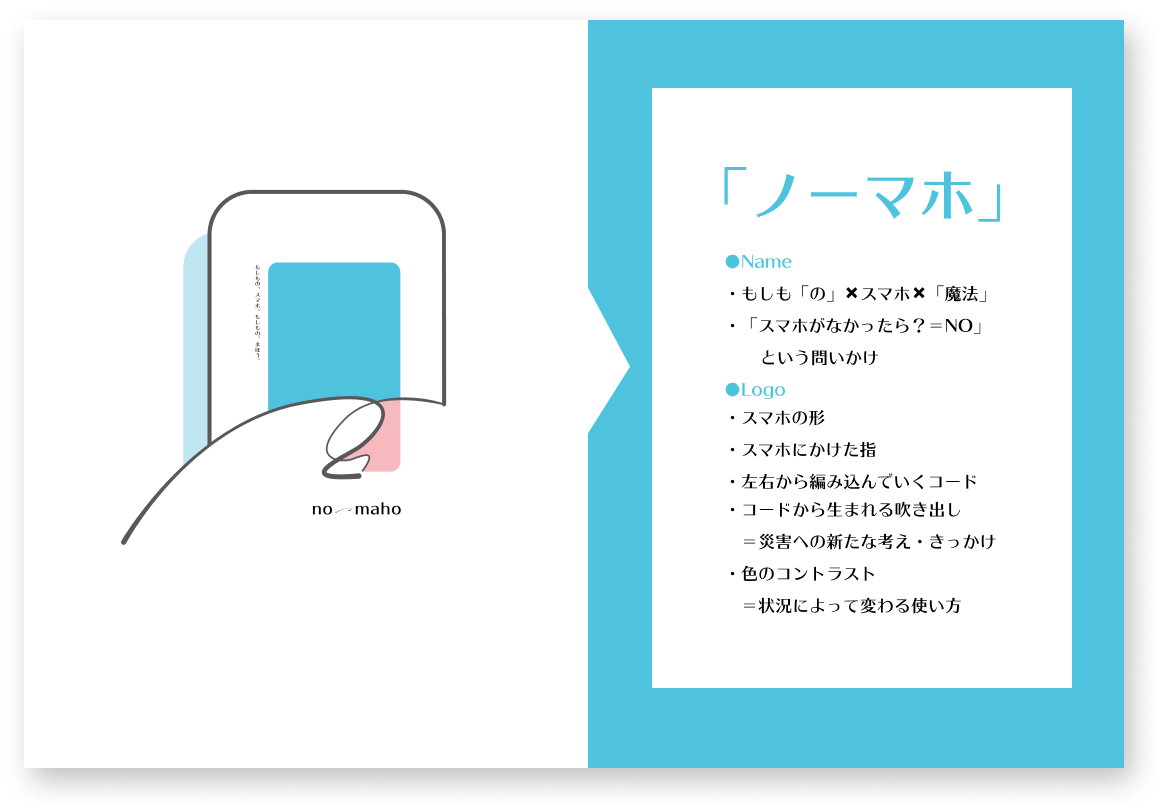 もしもの、スマホ。もしもの、まほう。
no maho
「ノーマホ」
●Name
・もしも「の」✖スマホ✖「魔法」
・「スマホがなかったら？＝NO」
という問いかけ
●Logo
・スマホの形
・スマホにかけた指
・左右から編み込んでいくコード
・コードから生まれる吹き出し
＝災害への新たな考え・きっかけ
・色のコントラスト
＝状況によって変わる使い方